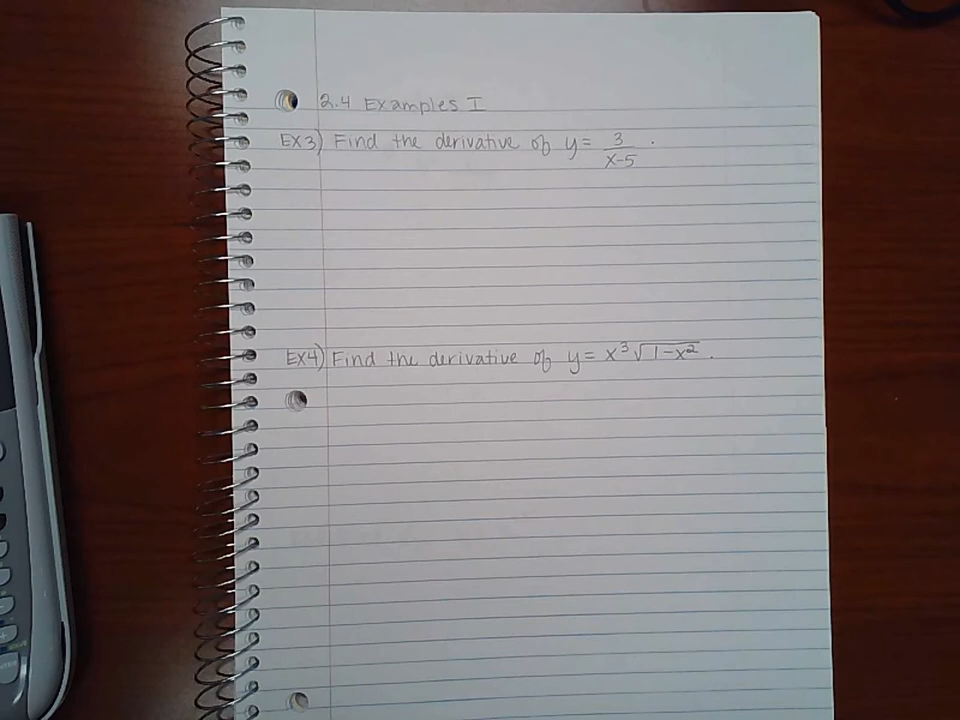 2.4 Examples I
Ex3) Find the derivative of y = 3/(x-5).
Ex4) Find the derivative of y = x³√(1-x²).